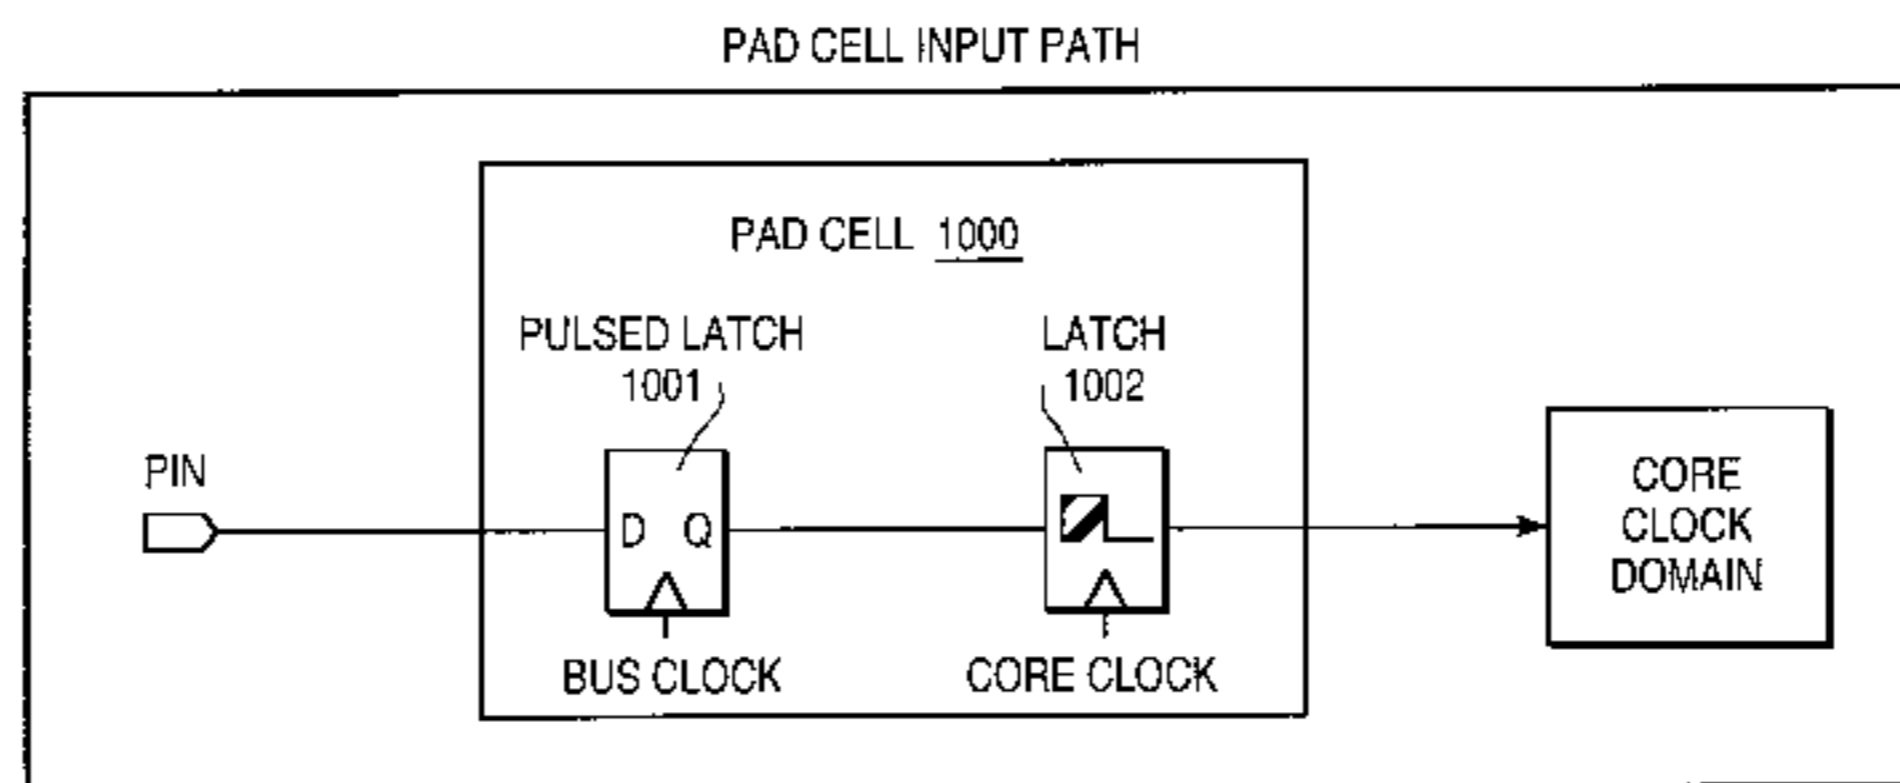 PAD CELL INPUT PATH
PAD CELL 1000
PULSED LATCH
1001
LATCH
1002
PIN
D Q
CORE
CLOCK
DOMAIN
BUS CLOCK
CORE CLOCK